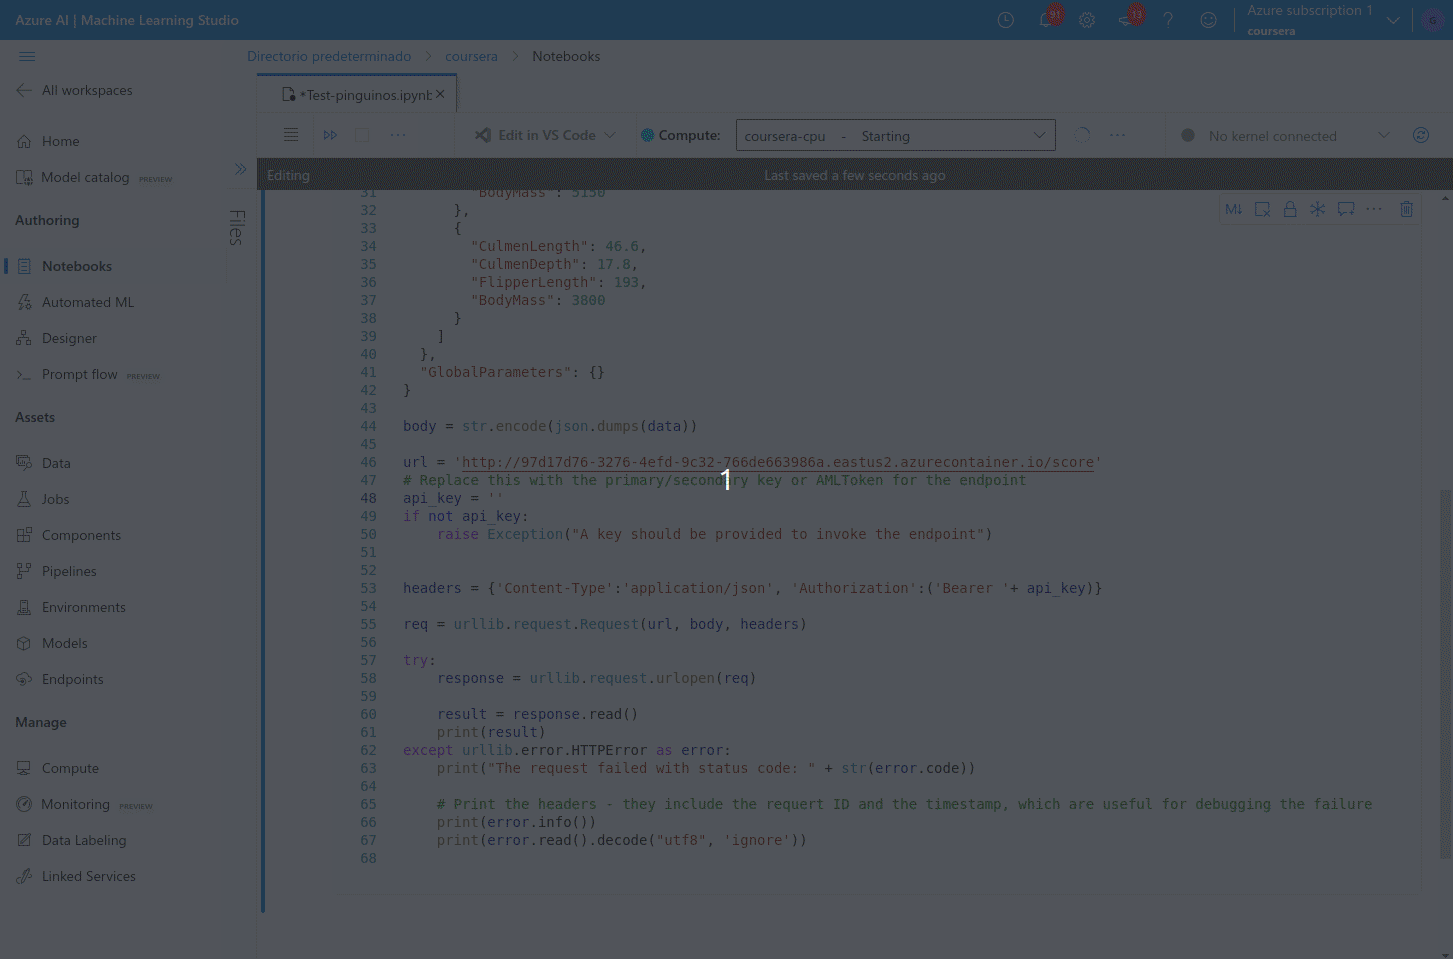 Azure AI | Machine Learning Studio
91
13
?
Azure subscription 1
coursera
G
All workspaces
Home
Model catalog PREVIEW
Authoring
Notebooks
Automated ML
Designer
Prompt flow PREVIEW
Assets
Data
Jobs
Components
Pipelines
Environments
Models
Endpoints
Manage
Compute
Monitoring PREVIEW
Data Labeling
Linked Services
Directorio predeterminado > coursera > Notebooks
*Test-pinguinos.ipynb
Edit in VS Code
Compute: coursera-cpu - Starting
No kernel connected
Files
Editing
Last saved a few seconds ago
M↓
31 "BodyMass": 5150
32 },
33 {
34 "CulmenLength": 46.6,
35 "CulmenDepth": 17.8,
36 "FlipperLength": 193,
37 "BodyMass": 3800
38 }
39 ]
40 },
41 "GlobalParameters": {}
42 }
43
44 body = str.encode(json.dumps(data))
45
46 url = 'http://97d17d76-3276-4efd-9c32-766de663986a.eastus2.azurecontainer.io/score'
47 # Replace this with the primary/secondary key or AMLToken for the endpoint
1
48 api_key = ''
49 if not api_key:
50 raise Exception("A key should be provided to invoke the endpoint")
51
52
53 headers = {'Content-Type':'application/json', 'Authorization':('Bearer '+ api_key)}
54
55 req = urllib.request.Request(url, body, headers)
56
57 try:
58 response = urllib.request.urlopen(req)
59
60 result = response.read()
61 print(result)
62 except urllib.error.HTTPError as error:
63 print("The request failed with status code: " + str(error.code))
64
65 # Print the headers - they include the requert ID and the timestamp, which are useful for debugging the failure
66 print(error.info())
67 print(error.read().decode("utf8", 'ignore'))
68